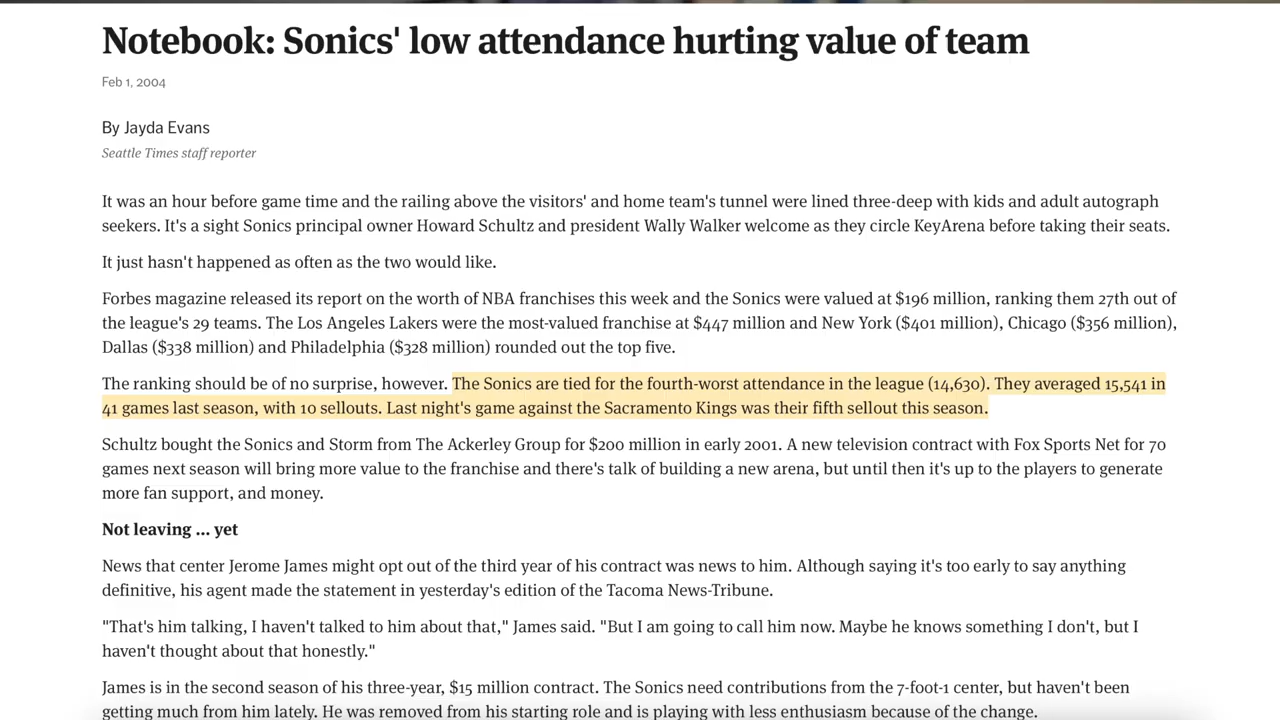 Notebook: Sonics' low attendance hurting value of team
Feb 1, 2004
By Jayda Evans
Seattle Times staff reporter
It was an hour before game time and the railing above the visitors' and home team's tunnel were lined three-deep with kids and adult autograph
seekers. It's a sight Sonics principal owner Howard Schultz and president Wally Walker welcome as they circle KeyArena before taking their seats.
It just hasn't happened as often as the two would like.
Forbes magazine released its report on the worth of NBA franchises this week and the Sonics were valued at $196 million, ranking them 27th out of
the league's 29 teams. The Los Angeles Lakers were the most-valued franchise at $447 million and New York ($401 million), Chicago ($356 million),
Dallas ($338 million) and Philadelphia ($328 million) rounded out the top five.
The ranking should be of no surprise, however. The Sonics are tied for the fourth-worst attendance in the league (14,630). They averaged 15,541 in
41 games last season, with 10 sellouts. Last night's game against the Sacramento Kings was their fifth sellout this season.
Schultz bought the Sonics and Storm from The Ackerley Group for $200 million in early 2001. A new television contract with Fox Sports Net for 70
games next season will bring more value to the franchise and there's talk of building a new arena, but until then it's up to the players to generate
more fan support, and money.
Not leaving ... yet
News that center Jerome James might opt out of the third year of his contract was news to him. Although saying it's too early to say anything
definitive, his agent made the statement in yesterday's edition of the Tacoma News-Tribune.
"That's him talking, I haven't talked to him about that," James said. "But I am going to call him now. Maybe he knows something I don't, but I
haven't thought about that honestly."
James is in the second season of his three-year, $15 million contract. The Sonics need contributions from the 7-foot-1 center, but haven't been
getting much from him lately. He was removed from his starting role and is playing with less enthusiasm because of the change.